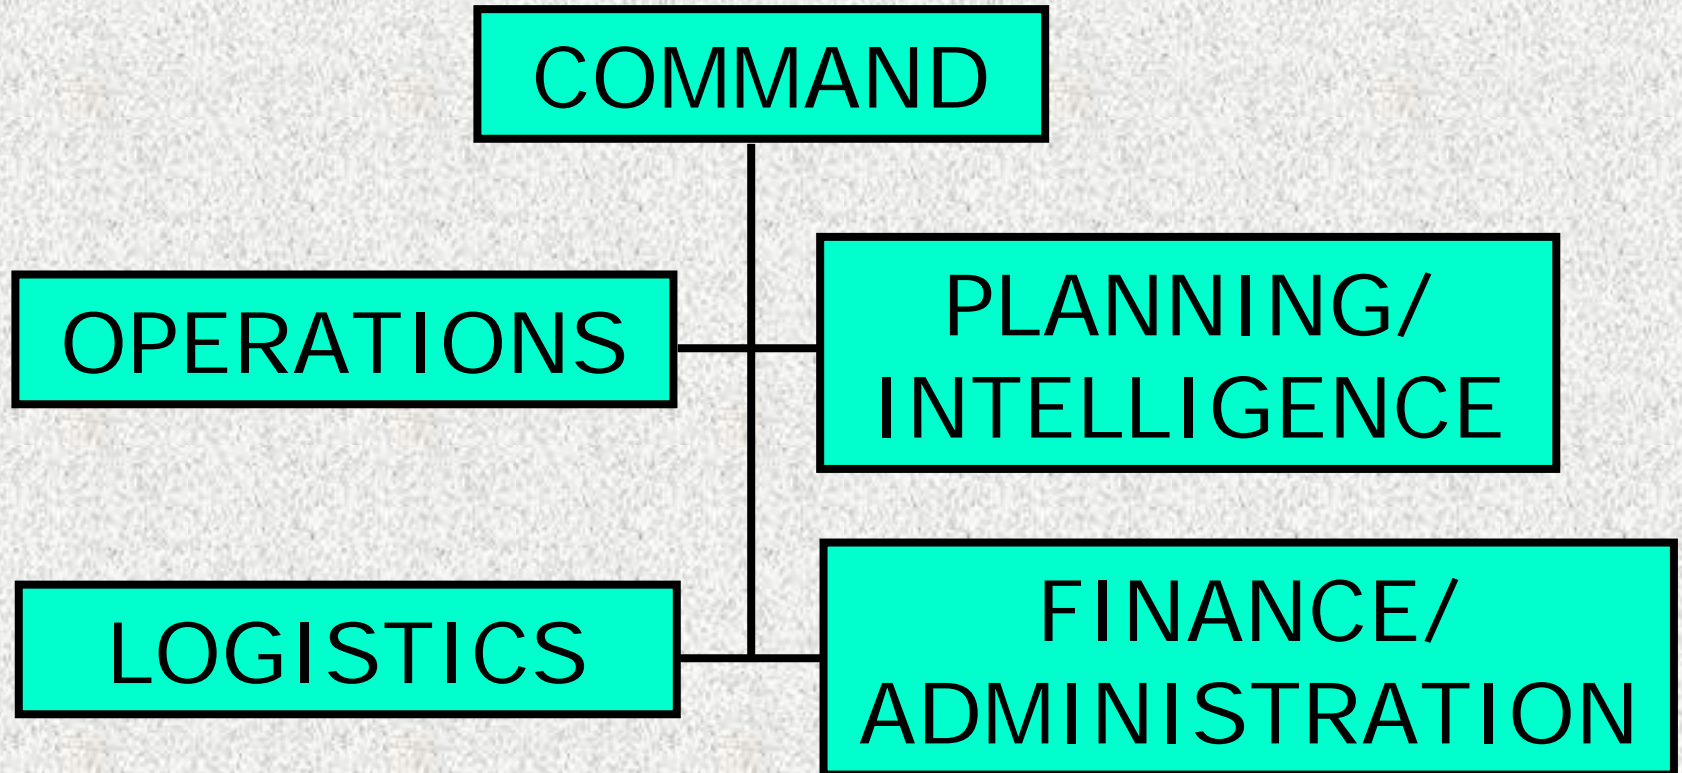 COMMAND
OPERATIONS
PLANNING/
INTELLIGENCE
LOGISTICS
FINANCE/
ADMINISTRATION